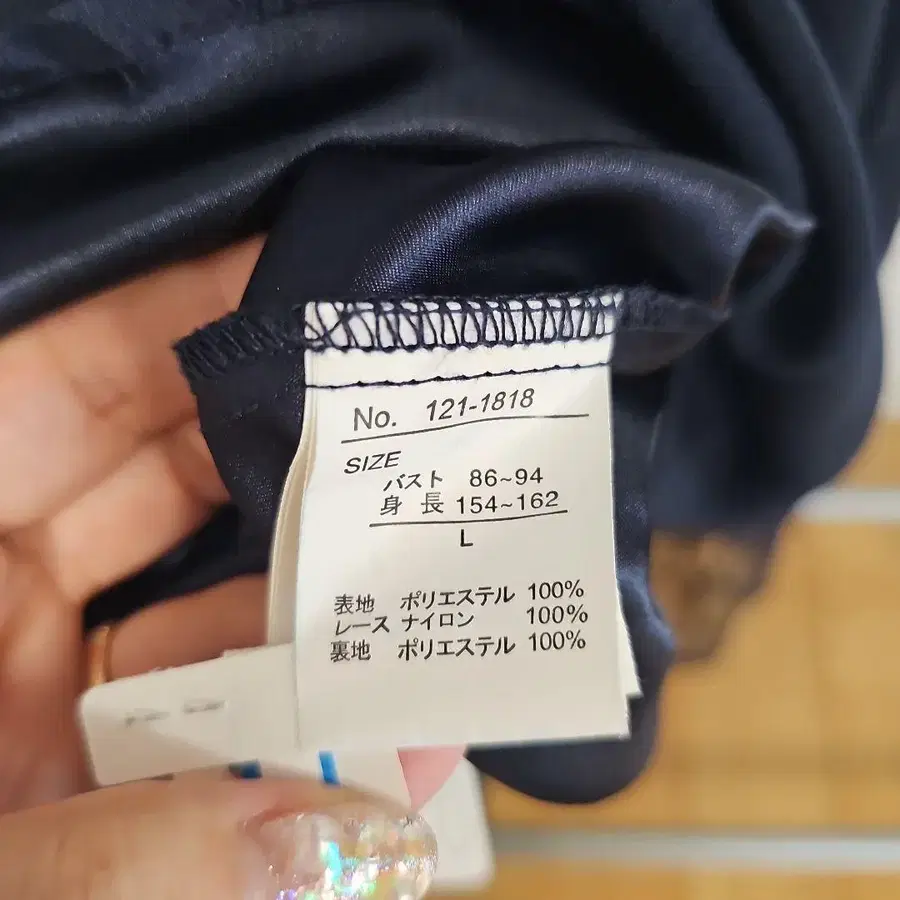 No. 121-1818
SIZE
バスト 86~94
身長 154~162
L
表地 ポリエステル 100%
レース ナイロン 100%
裏地 ポリエステル 100%